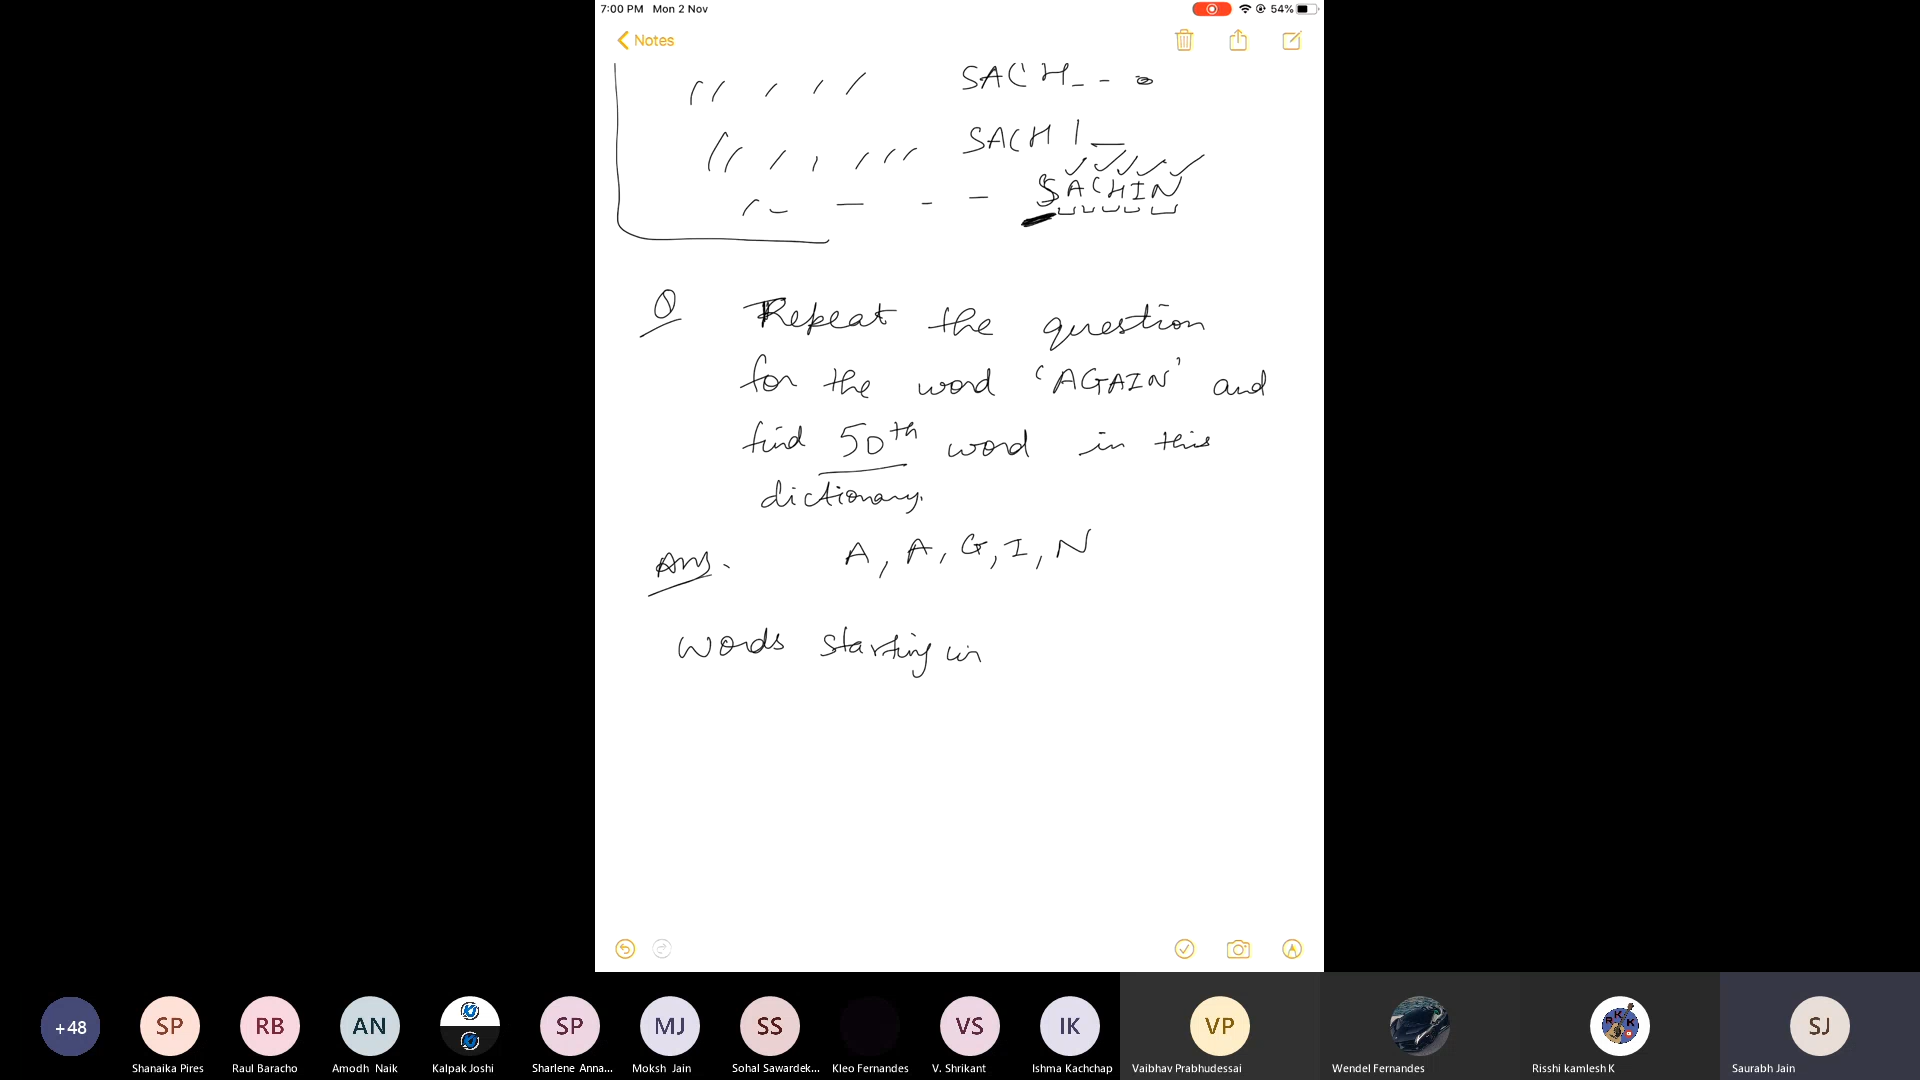 7:00 PM Mon 2 Nov
54%
Notes
SACH_ - 
SACHI_
SACHIN
Q Repeat the question
for the word 'AGAIN' and
find 50th word in this
dictionary.
Ans. A, A, G, I, N
words starting in
+48
SP
RB
AN
SP
MJ
SS
VS
IK
VP
SJ
Shanaika Pires
Raul Baracho
Amodh Naik
Kalpak Joshi
Sharlene Anna...
Moksh Jain
Sohal Sawardek...
Kleo Fernandes
V. Shrikant
Ishma Kachchap
Vaibhav Prabhudessai
Wendel Fernandes
Risshi kamlesh K
Saurabh Jain